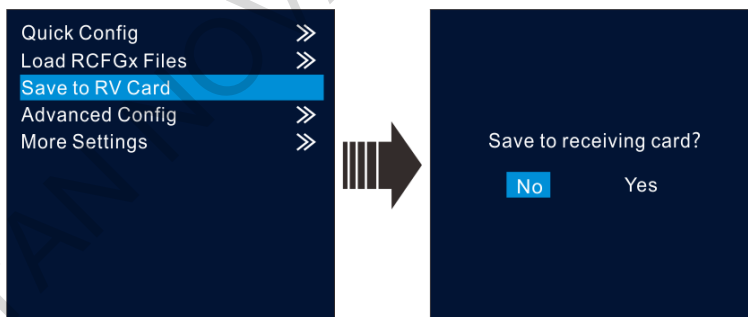 Quick Config
Load RCFGx Files
Save to RV Card
Advanced Config
More Settings
Save to receiving card?
No Yes